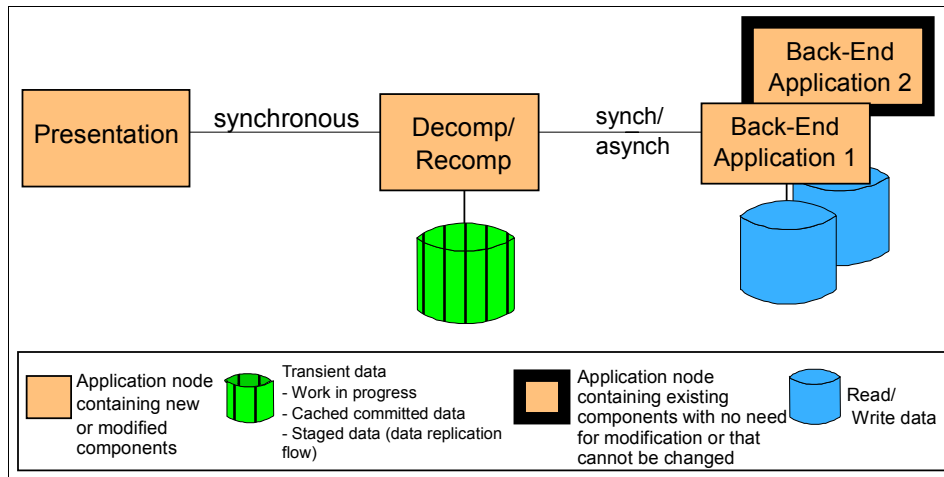 Back-End
Application 2
Presentation
synchronous
Decomp/
Recomp
synch/
asynch
Back-End
Application 1
Application node
containing new
or modified
components
Transient data
- Work in progress
- Cached committed data
- Staged data (data replication
flow)
Application node
containing existing
components with no need
for modification or that
cannot be changed
Read/
Write data